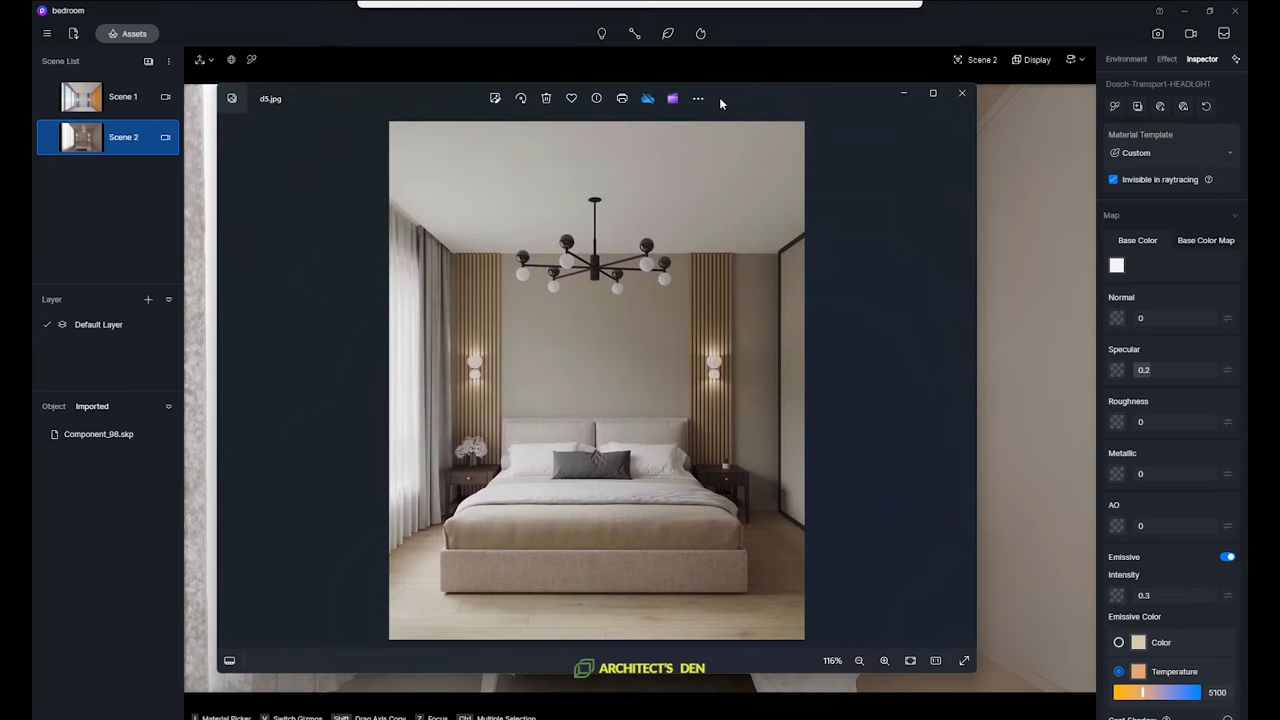 bedroom
Assets
Scene List
Scene 2
Display
Environment
Effect
Inspector
Scene 1
d5.jpg
Dosch-Transport-HEADLGHT
Scene 2
Material Template
Custom
Invisible in raytracing
Map
Base Color
Base Color Map
Layer
Normal
Default Layer
0
Specular
0.2
Object
Imported
Roughness
Component_98.skp
0
Metallic
0
AO
0
Emissive
Intensity
0.3
Emissive Color
Color
116%
ARCHITECT'S DEN
Temperature
5100
Material Picker
Switch Gizmos
Shift
Drag Axis Copy
Z
Focus
Ctrl
Multiple Selection